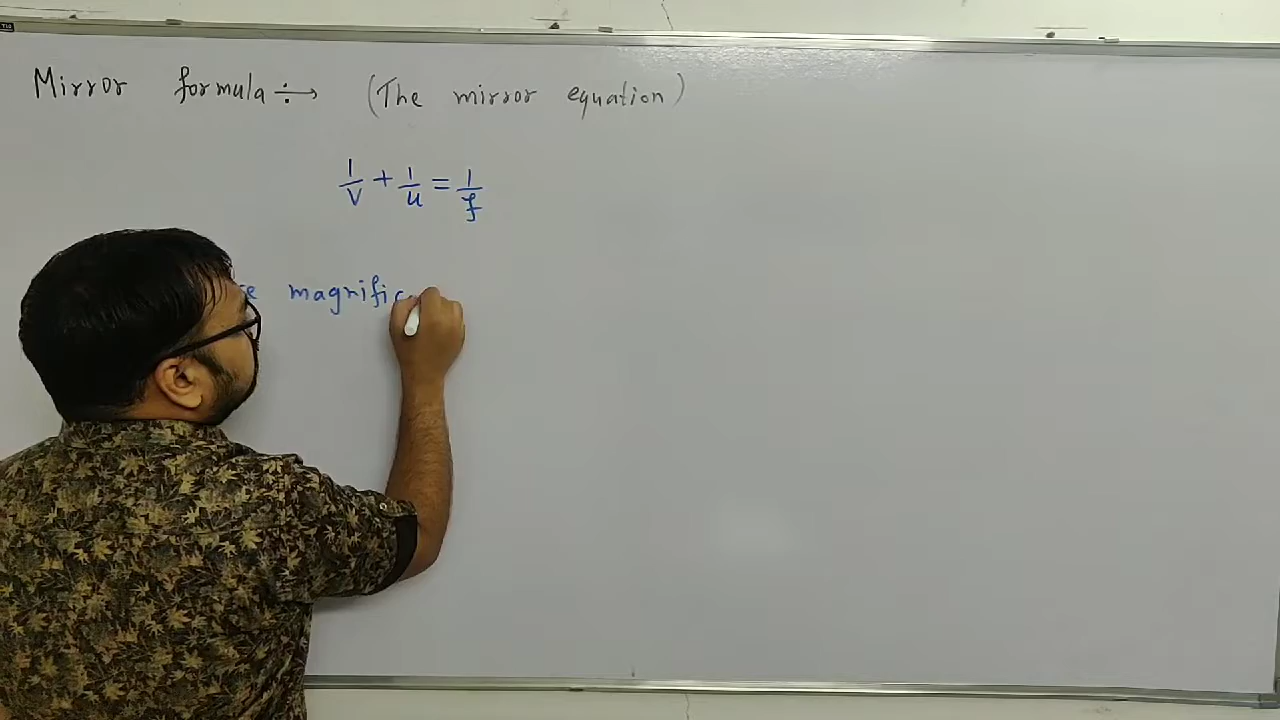 Mirror formula ÷→ (The mirror equation)
1/v + 1/u = 1/f
magnific